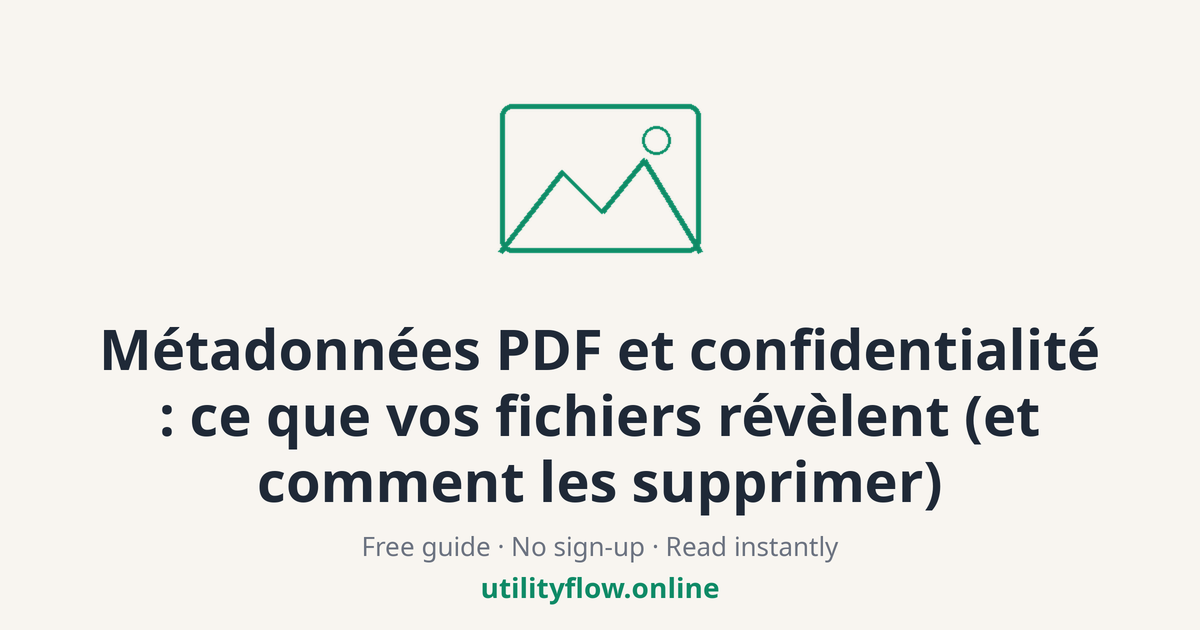 Métadonnées PDF et confidentialité
: ce que vos fichiers révèlent (et
comment les supprimer)
Free guide · No sign-up · Read instantly
utilityflow.online